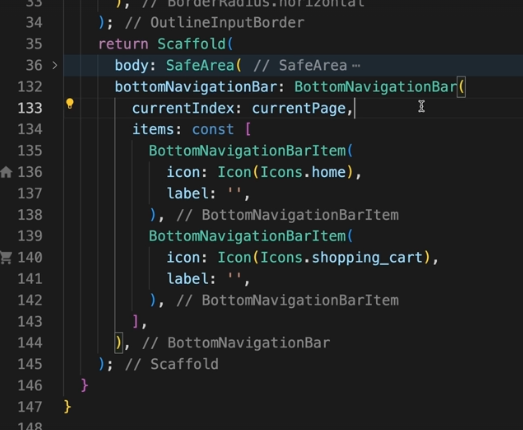 33 ), // BorderRadius.horizontal
34 ); // OutlineInputBorder
35 return Scaffold(
36 > body: SafeArea( // SafeArea ⋯
132 bottomNavigationBar: BottomNavigationBar(
133 currentIndex: currentPage,
134 items: const [
135 BottomNavigationBarItem(
136 icon: Icon(Icons.home),
137 label: '',
138 ), // BottomNavigationBarItem
139 BottomNavigationBarItem(
140 icon: Icon(Icons.shopping_cart),
141 label: '',
142 ), // BottomNavigationBarItem
143 ],
144 ), // BottomNavigationBar
145 ); // Scaffold
146 }
147 }
148